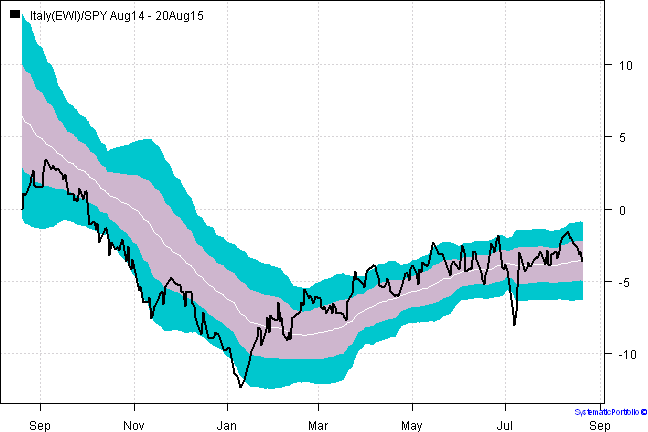 Italy(EWI)/SPY Aug14 - 20Aug15
10
5
0
-5
-10
Sep Nov Jan Mar May Jul Sep
SystematicPortfolio ©